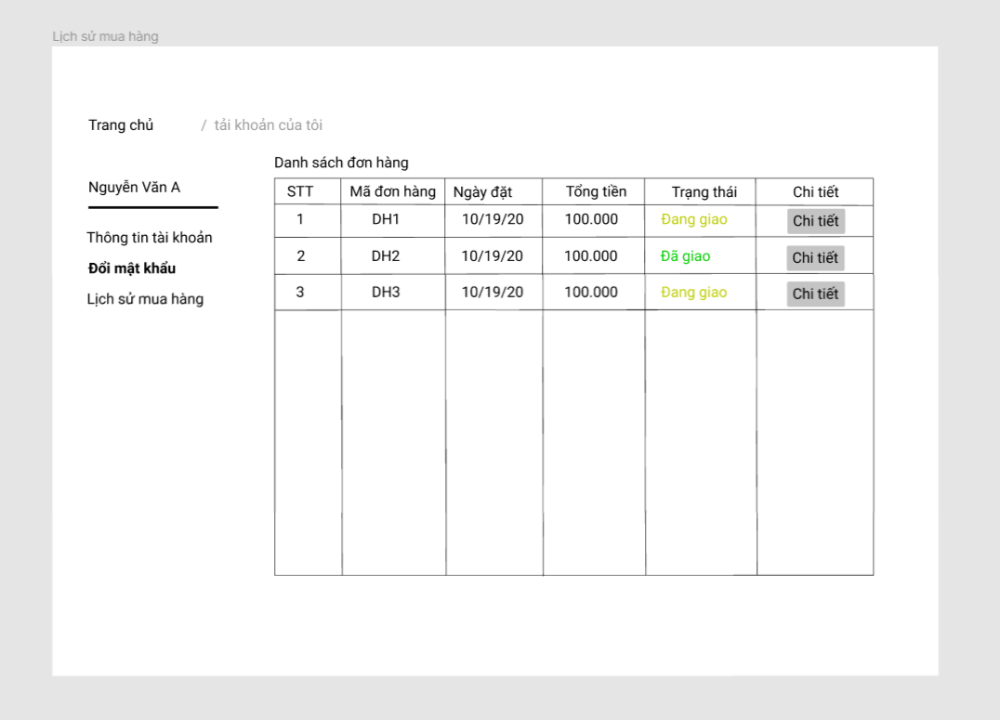 Lịch sử mua hàng
Trang chủ / tải khoản của tôi
Danh sách đơn hàng
Nguyễn Văn A
Thông tin tài khoản
Đổi mật khẩu
Lịch sử mua hàng
STT Mã đơn hàng Ngày đặt Tổng tiền Trạng thái Chi tiết
1 DH1 10/19/20 100.000 Đang giao Chi tiết
2 DH2 10/19/20 100.000 Đã giao Chi tiết
3 DH3 10/19/20 100.000 Đang giao Chi tiết